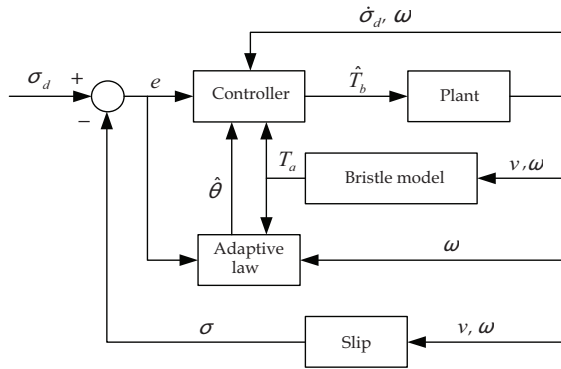 σ̇_d, ω
σ_d
+
−
e
Controller
T̂_b
Plant
T_a
θ̂
Bristle model
v, ω
Adaptive
law
ω
σ
Slip
v, ω